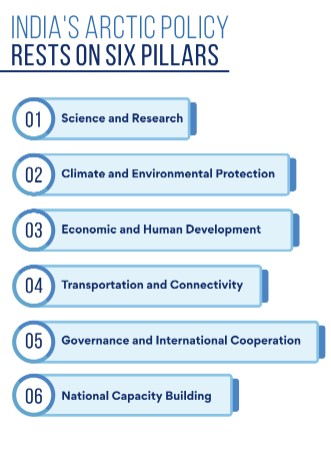 INDIA'S ARCTIC POLICY
RESTS ON SIX PILLARS
01 Science and Research
02 Climate and Environmental Protection
03 Economic and Human Development
04 Transportation and Connectivity
05 Governance and International Cooperation
06 National Capacity Building